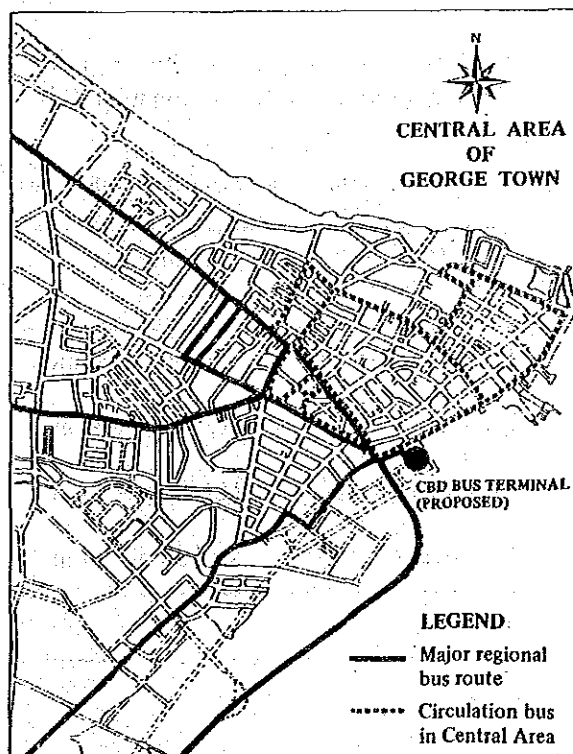 N
CENTRAL AREA
OF
GEORGE TOWN
CBD BUS TERMINAL
(PROPOSED)
LEGEND
Major regional
bus route
Circulation bus
in Central Area